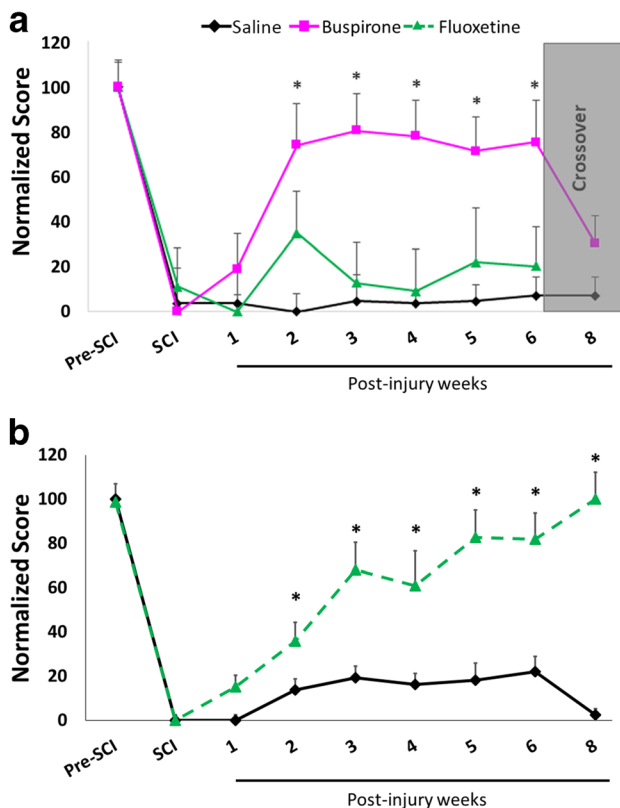 a
Saline Buspirone Fluoxetine
120
100
80
60
40
20
0
Normalized Score
* * * * *
Crossover
Pre-SCI SCI 1 2 3 4 5 6 8
Post-injury weeks
b
120
100
80
60
40
20
0
Normalized Score
* * * * * *
Pre-SCI SCI 1 2 3 4 5 6 8
Post-injury weeks